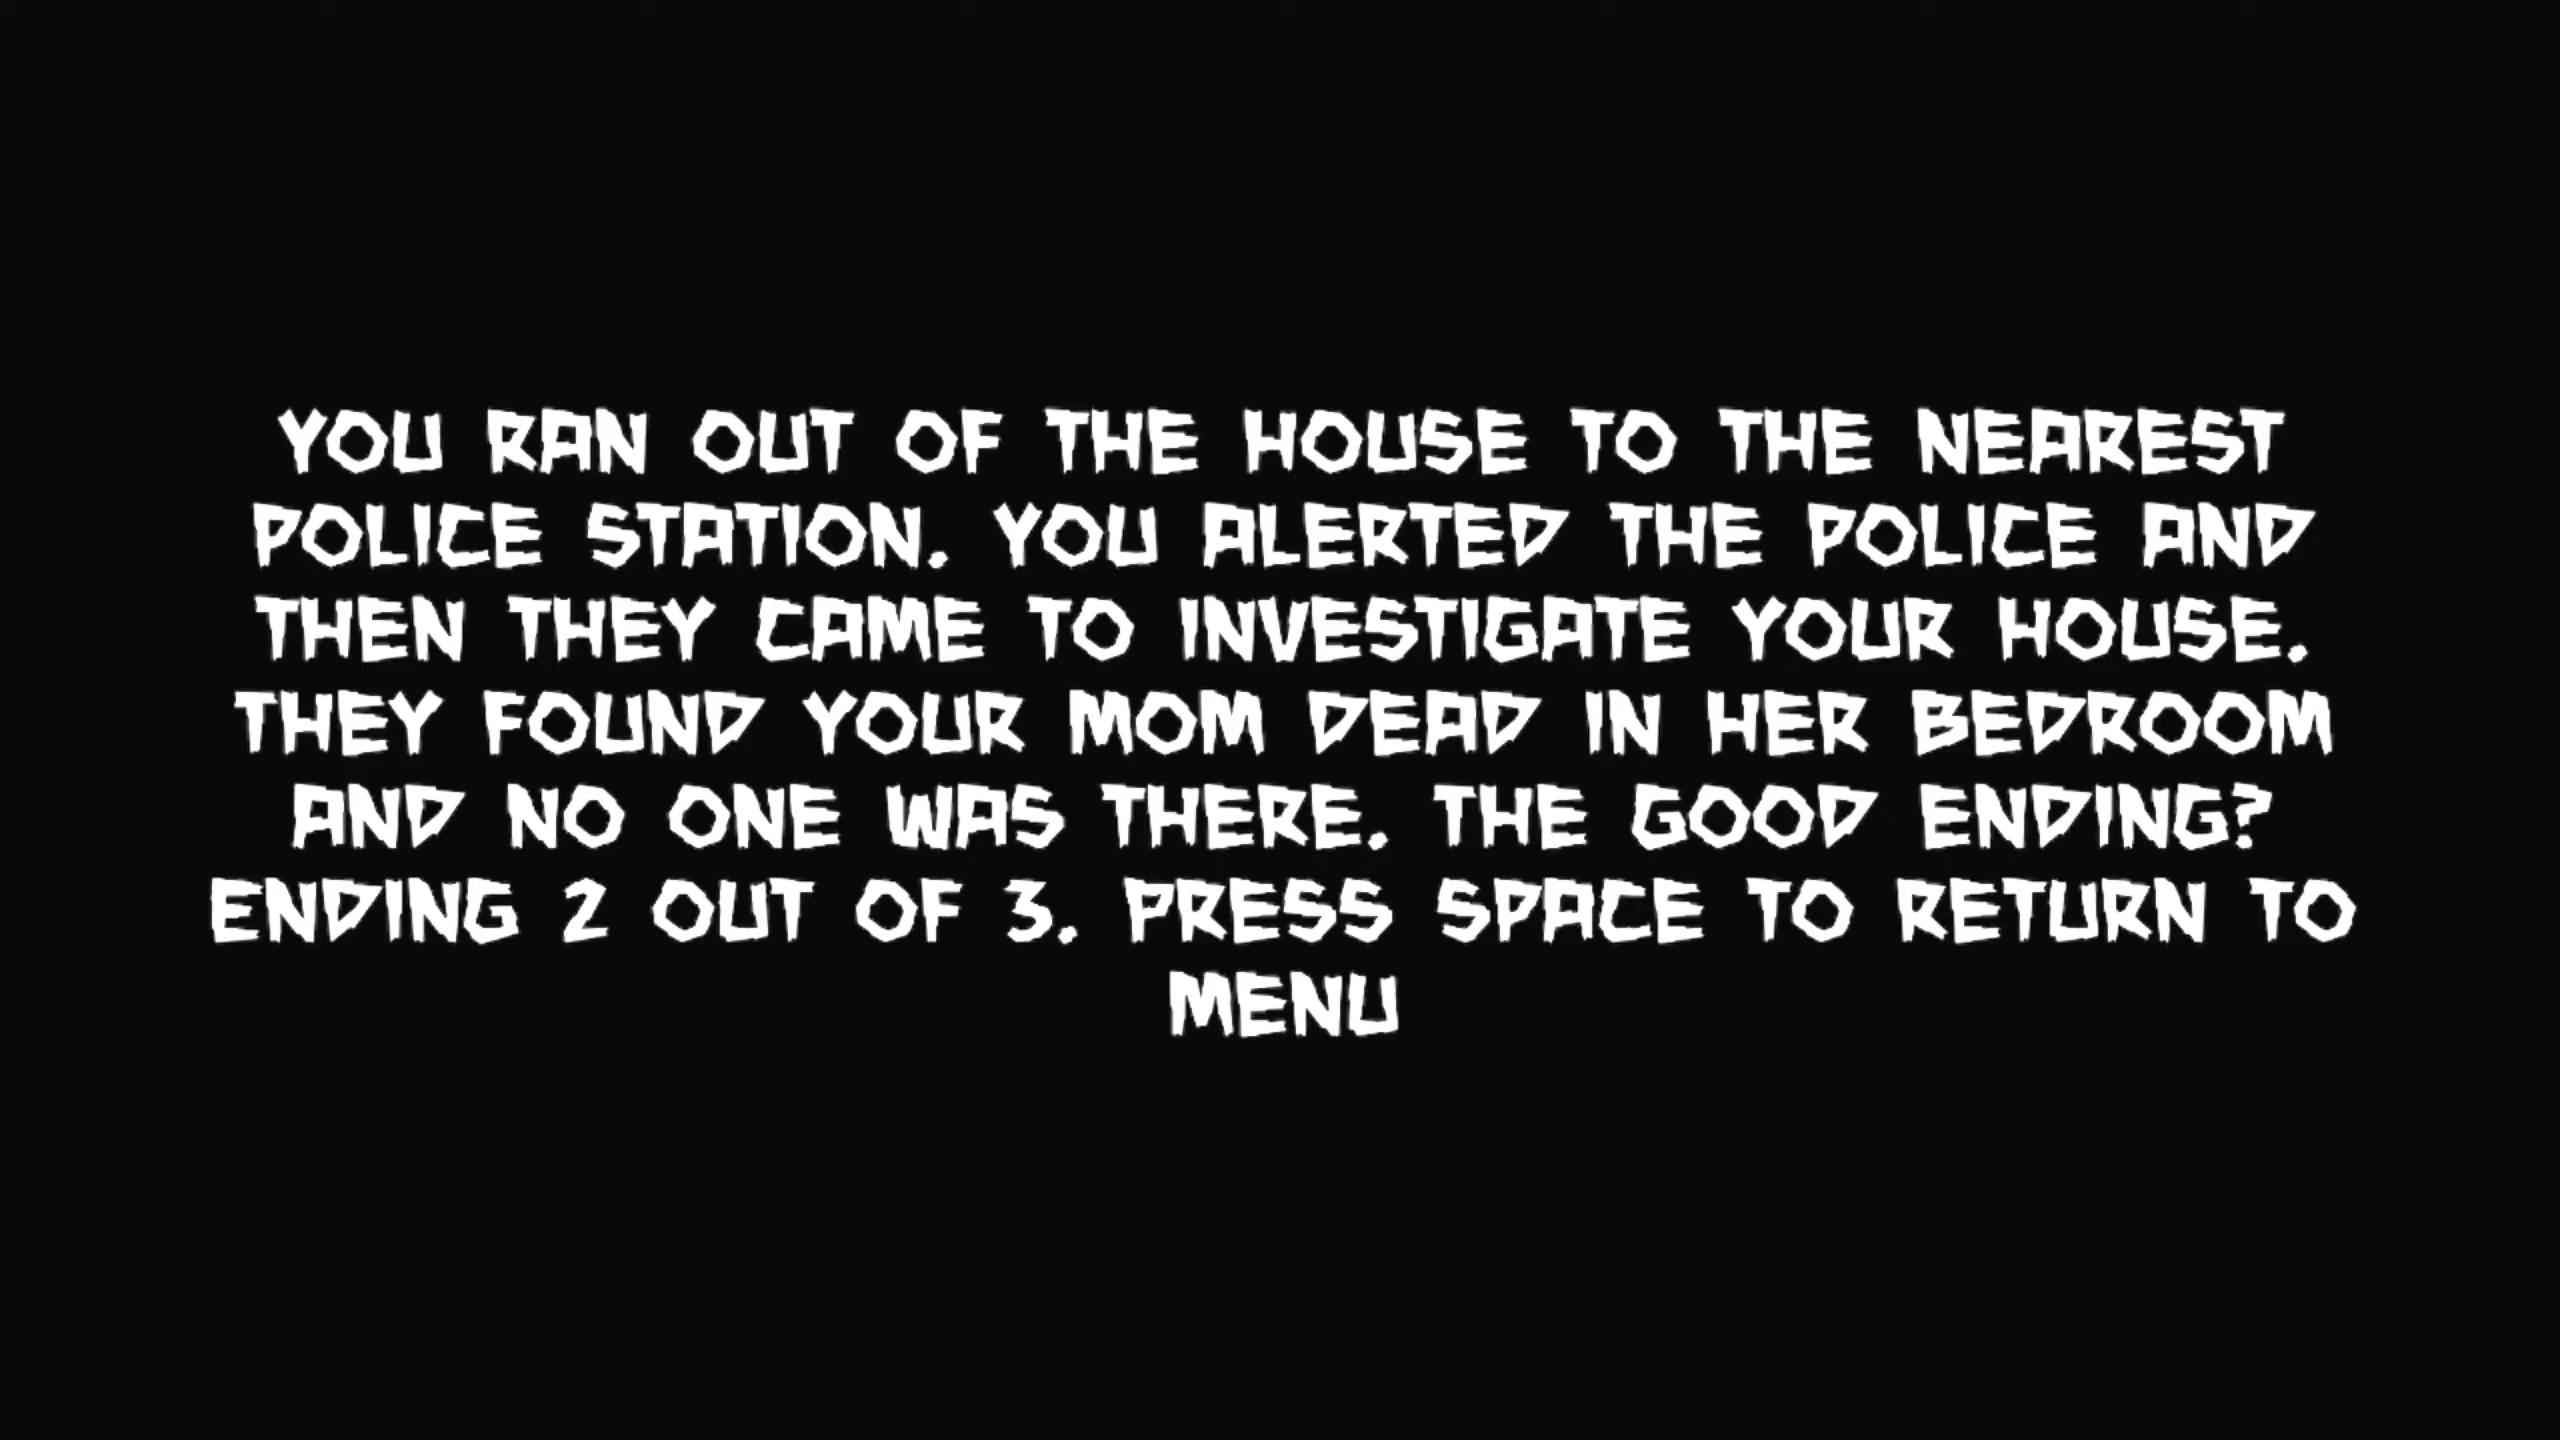 YOU RAN OUT OF THE HOUSE TO THE NEAREST
POLICE STATION. YOU ALERTED THE POLICE AND
THEN THEY CAME TO INVESTIGATE YOUR HOUSE.
THEY FOUND YOUR MOM DEAD IN HER BEDROOM
AND NO ONE WAS THERE. THE GOOD ENDING?
ENDING 2 OUT OF 3. PRESS SPACE TO RETURN TO
MENU